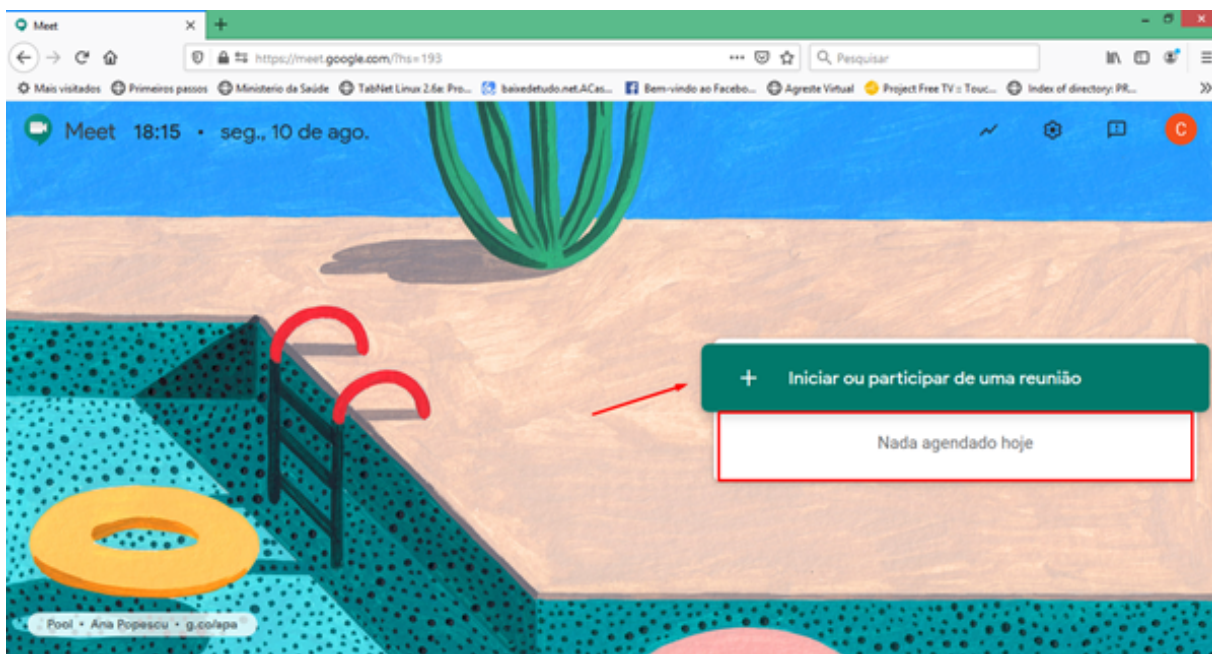 Meet
https://meet.google.com/?hs=193
Pesquisar
Mais visitados Primeiros passos Ministerio da Saúde TabNet Linux 2.6a: Pro... baixedetudo.net.ACas... Bem-vindo ao Facebo... Agreste Virtual Project Free TV :: Touc... Index of directory: PR...
Meet 18:15 • seg., 10 de ago.
C
+ Iniciar ou participar de uma reunião
Nada agendado hoje
Pool • Ana Popescu • g.co/apa